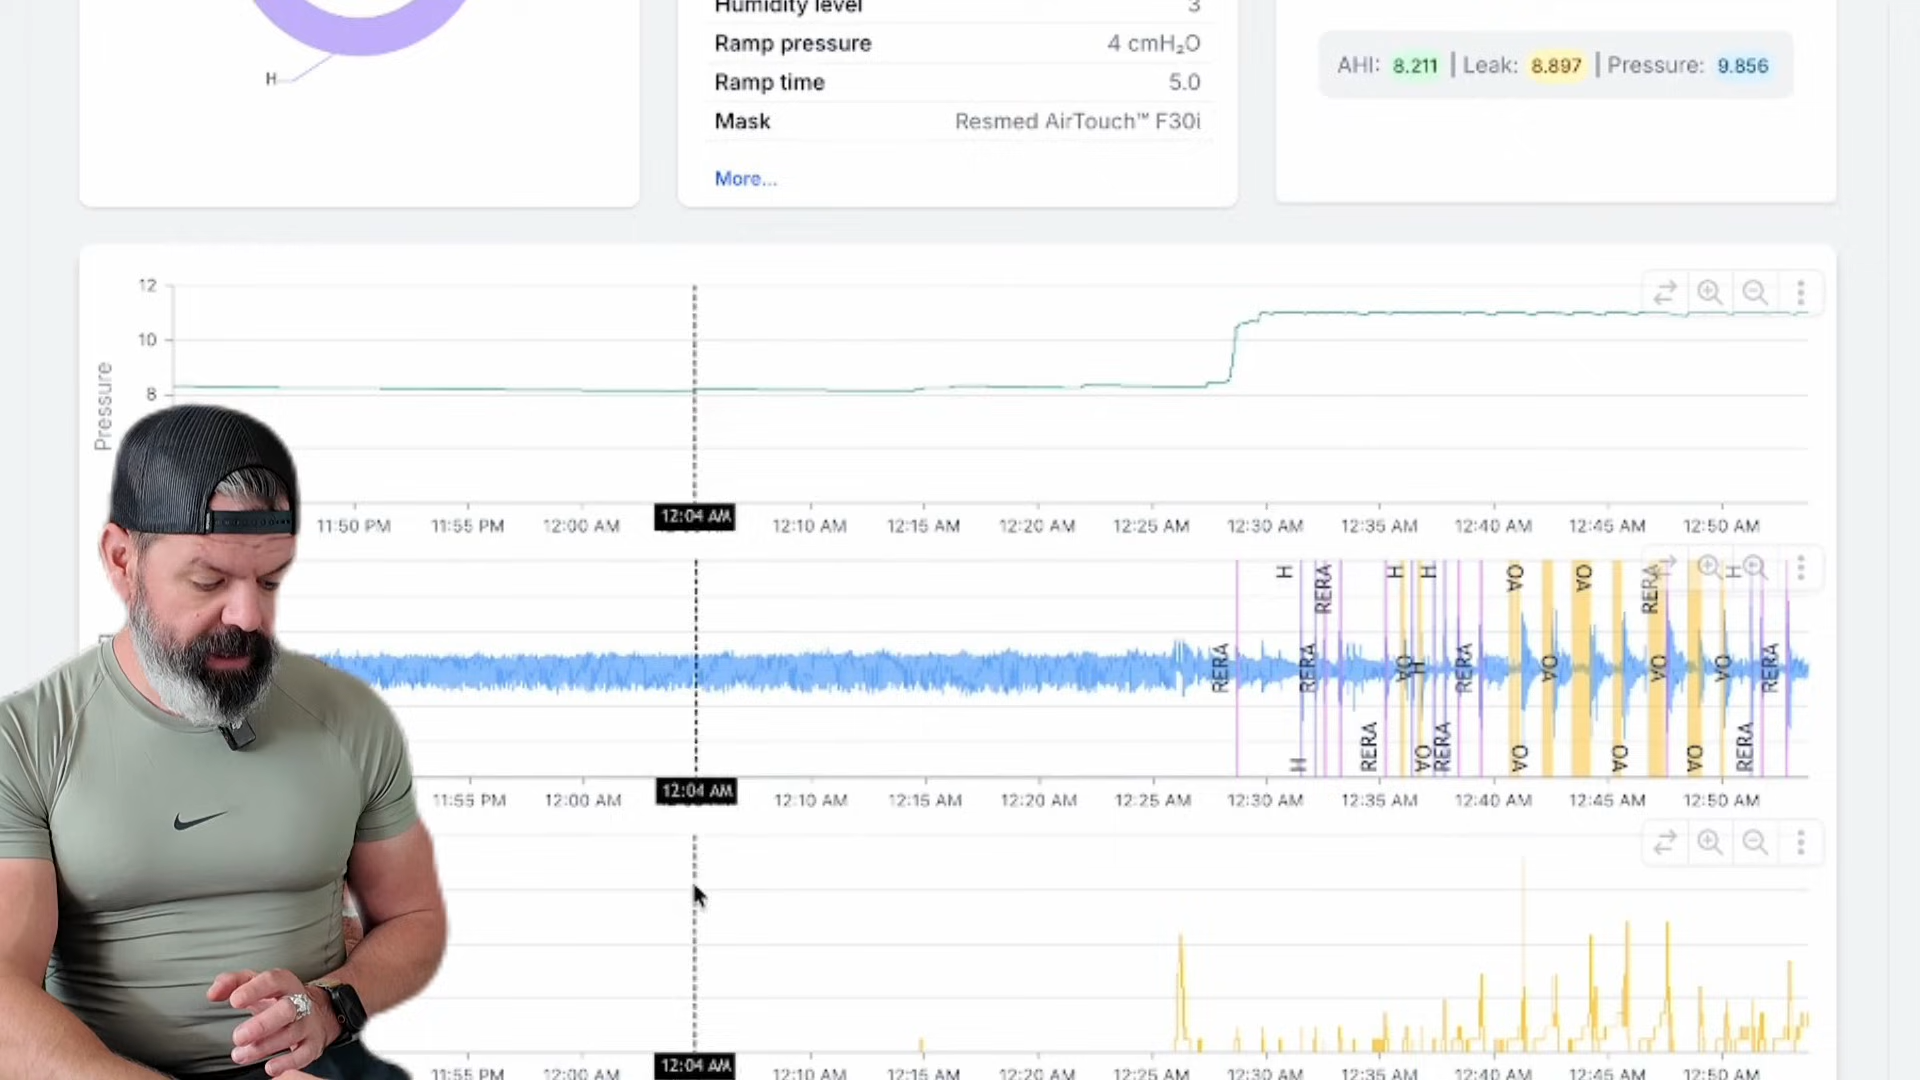 H
Humidity level 3
Ramp pressure 4 cmH₂O
Ramp time 5.0
Mask Resmed AirTouch™ F30i
More...
AHI: 8.211 | Leak: 8.897 | Pressure: 9.856
Pressure
12
10
8
11:50 PM 11:55 PM 12:00 AM 12:04 AM 12:10 AM 12:15 AM 12:20 AM 12:25 AM 12:30 AM 12:35 AM 12:40 AM 12:45 AM 12:50 AM
H RERA H H OA OA RERA H
RERA RERA OA H RERA OA OA OA RERA
H RERA OA RERA OA OA OA RERA
11:55 PM 12:00 AM 12:04 AM 12:10 AM 12:15 AM 12:20 AM 12:25 AM 12:30 AM 12:35 AM 12:40 AM 12:45 AM 12:50 AM
11:55 PM 12:00 AM 12:04 AM 12:10 AM 12:15 AM 12:20 AM 12:25 AM 12:30 AM 12:35 AM 12:40 AM 12:45 AM 12:50 AM